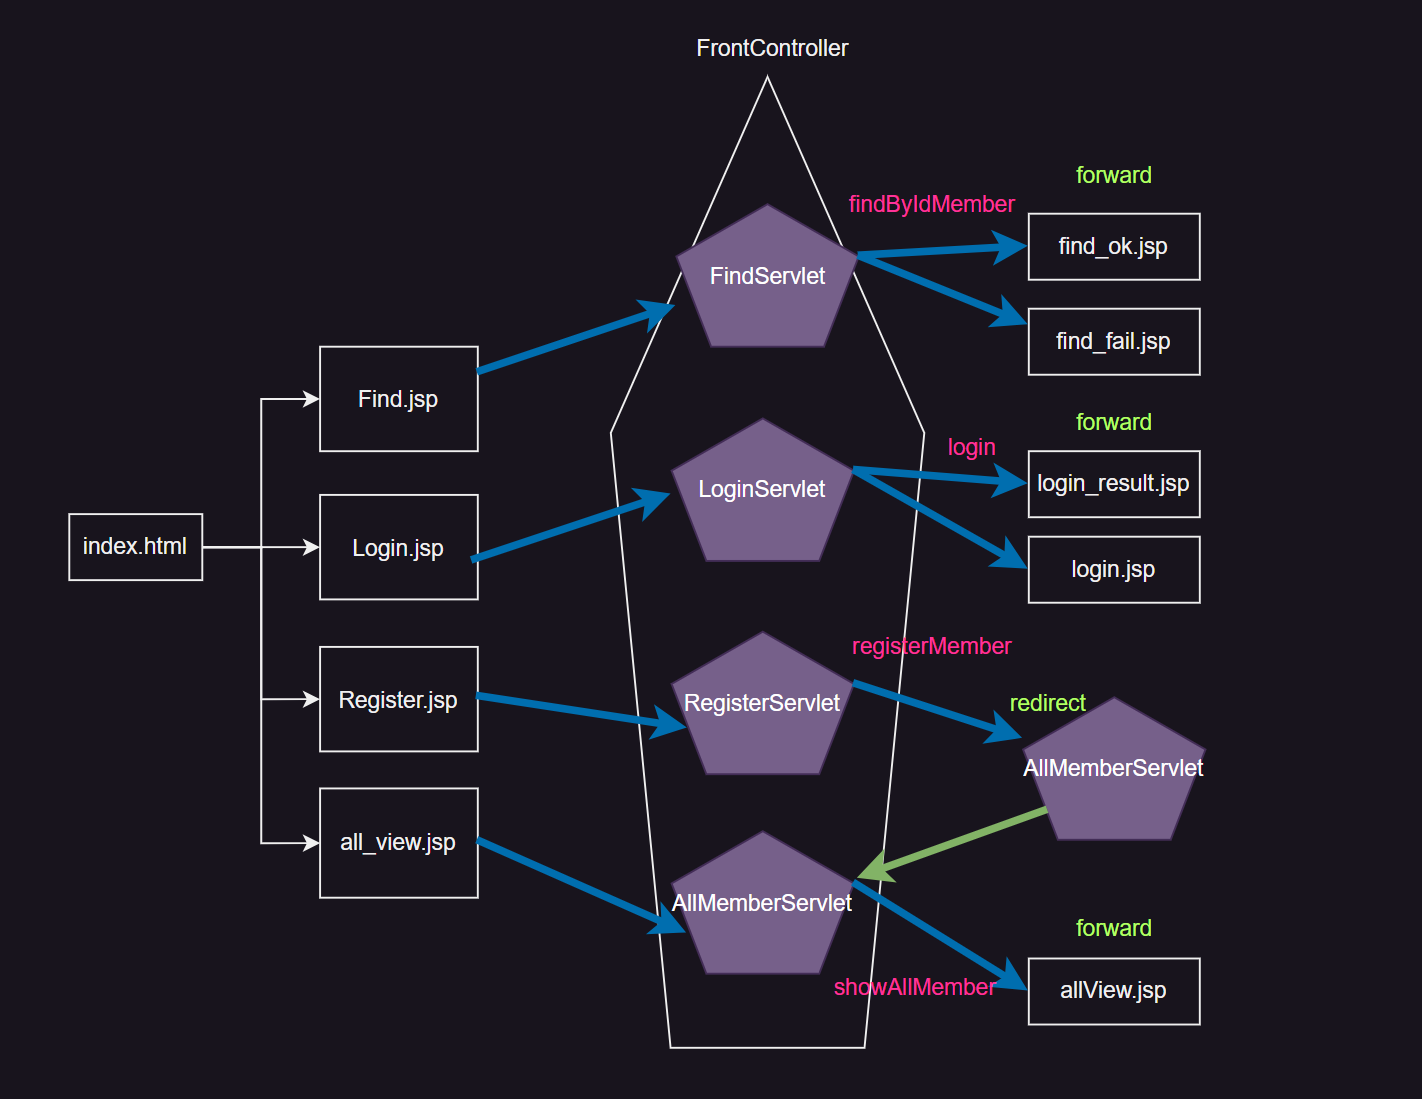 FrontController
forward
findByIdMember
find_ok.jsp
FindServlet
find_fail.jsp
Find.jsp
forward
login
login_result.jsp
LoginServlet
index.html
Login.jsp
login.jsp
registerMember
Register.jsp
RegisterServlet
redirect
AllMemberServlet
all_view.jsp
AllMemberServlet
forward
showAllMember
allView.jsp